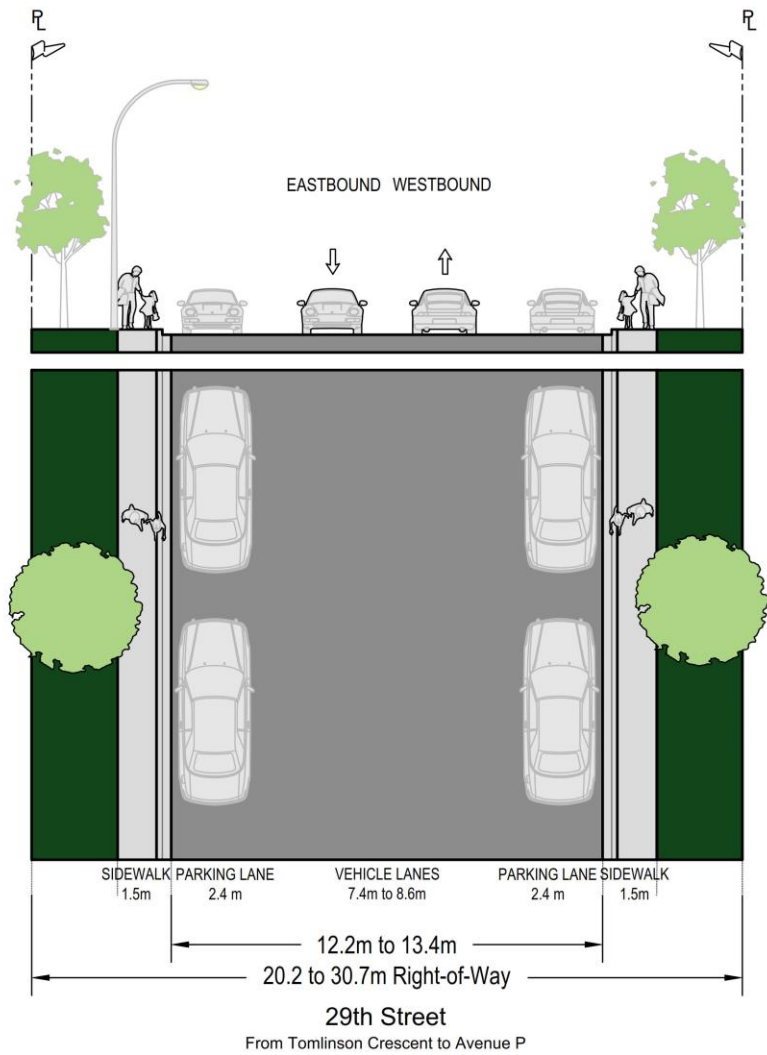 PL PL
EASTBOUND WESTBOUND
SIDEWALK PARKING LANE VEHICLE LANES PARKING LANE SIDEWALK
1.5m 2.4 m 7.4m to 8.6m 2.4 m 1.5m
12.2m to 13.4m
20.2 to 30.7m Right-of-Way
29th Street
From Tomlinson Crescent to Avenue P